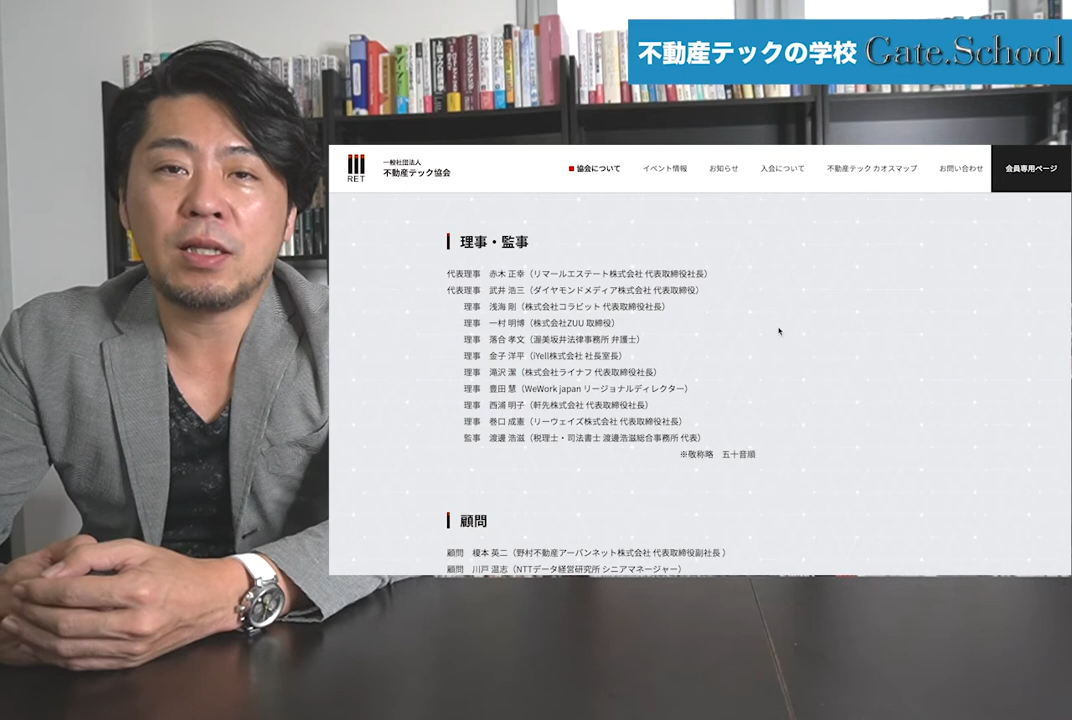 不動産テックの学校 Gate.School
RET
一般社団法人
不動産テック協会
協会について イベント情報 お知らせ 入会について 不動産テック カオスマップ お問い合わせ 会員専用ページ
理事・監事
代表理事 赤木 正幸（リマールエステート株式会社 代表取締役社長）
代表理事 武井 浩三（ダイヤモンドメディア株式会社 代表取締役）
理事 浅海 剛（株式会社コラビット 代表取締役社長）
理事 一村 明博（株式会社ZUU 取締役）
理事 落合 孝文（渥美坂井法律事務所 弁護士）
理事 金子 洋平（iYell株式会社 社長室長）
理事 滝沢 潔（株式会社ライナフ 代表取締役社長）
理事 豊田 慧（WeWork japan リージョナルディレクター）
理事 西浦 明子（軒先株式会社 代表取締役社長）
理事 巻口 成憲（リーウェイズ株式会社 代表取締役社長）
監事 渡邊 浩滋（税理士・司法書士 渡邊浩滋総合事務所 代表）
※敬称略 五十音順
顧問
顧問 榎本 英二（野村不動産アーバンネット株式会社 代表取締役副社長 ）
顧問 川戸 温志（NTTデータ経営研究所 シニアマネージャー）